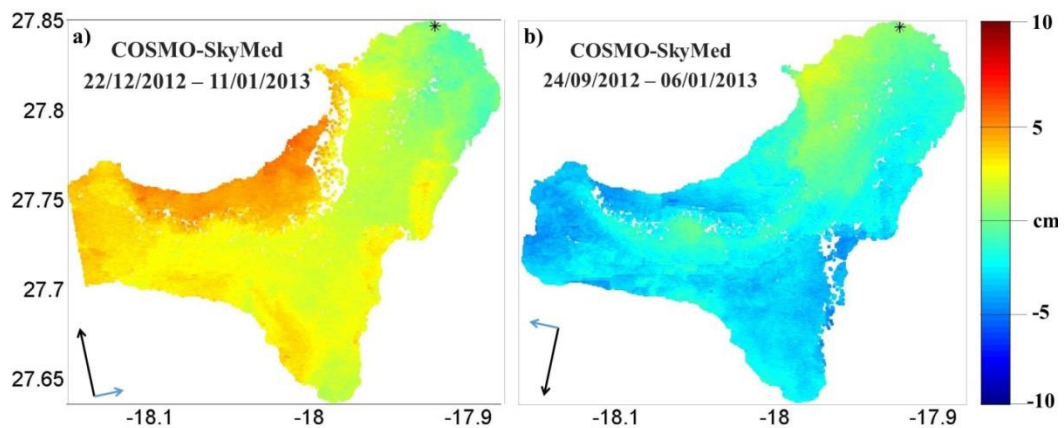 a)
COSMO-SkyMed
22/12/2012 – 11/01/2013
b)
COSMO-SkyMed
24/09/2012 – 06/01/2013
27.85
27.8
27.75
27.7
27.65
-18.1
-18
-17.9
-18.1
-18
-17.9
10
5
cm
-5
-10